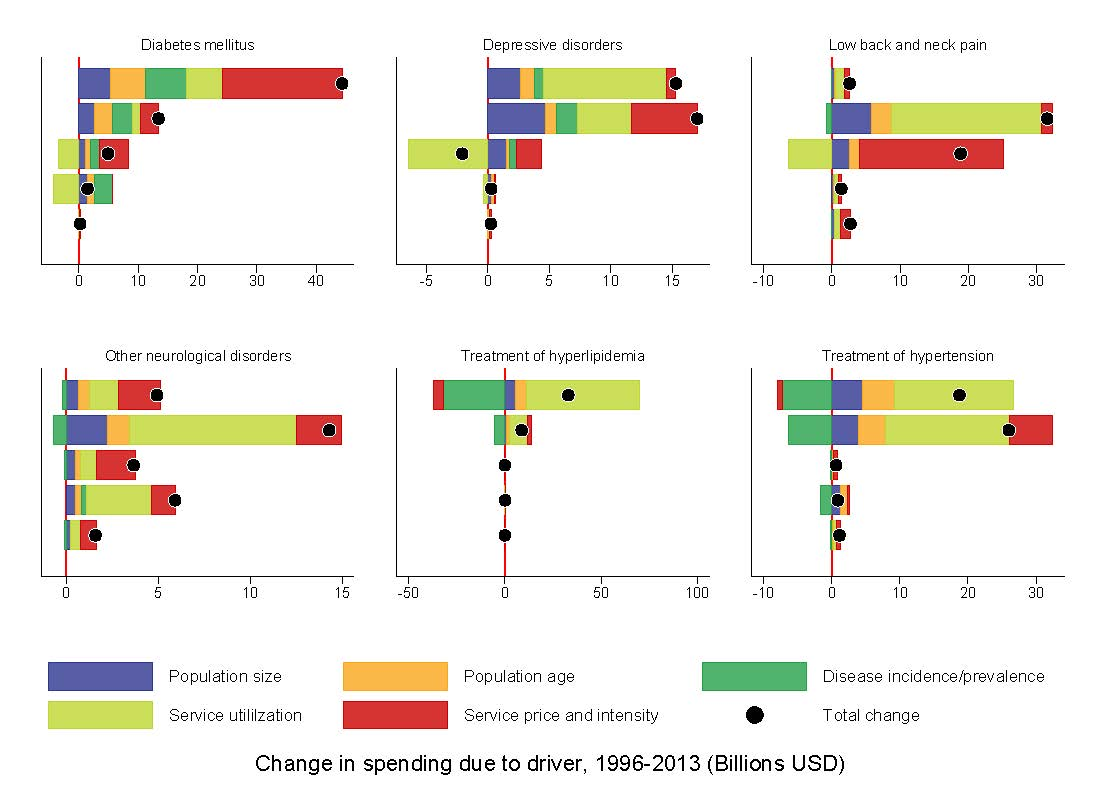 Diabetes mellitus
Depressive disorders
Low back and neck pain
0 10 20 30 40
-5 0 5 10 15
-10 0 10 20 30
Other neurological disorders
Treatment of hyperlipidemia
Treatment of hypertension
0 5 10 15
-50 0 50 100
-10 0 10 20 30
Population size
Population age
Disease incidence/prevalence
Service utililzation
Service price and intensity
Total change
Change in spending due to driver, 1996-2013 (Billions USD)